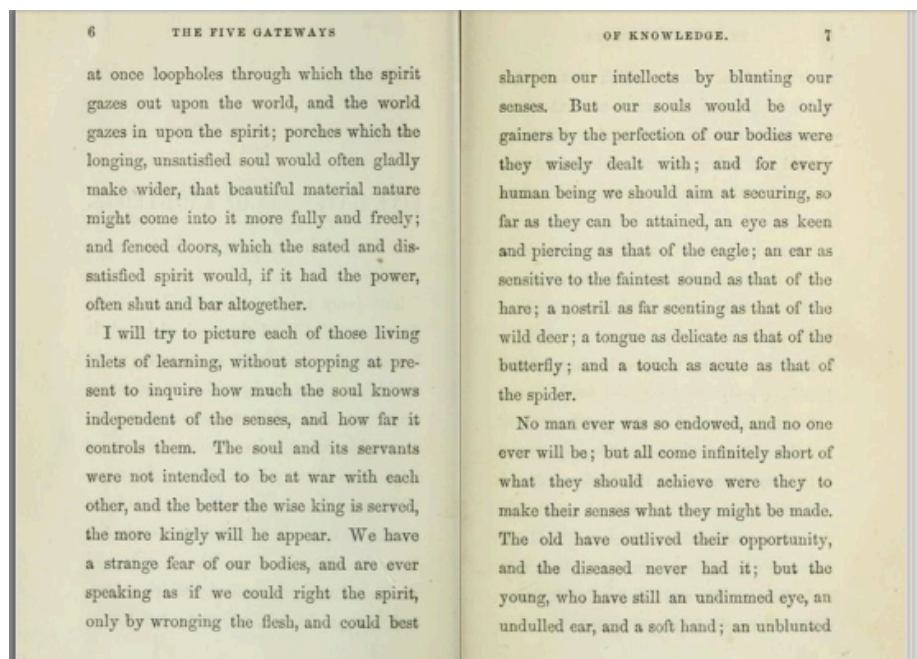 6 THE FIVE GATEWAYS
at once loopholes through which the spirit
gazes out upon the world, and the world
gazes in upon the spirit; porches which the
longing, unsatisfied soul would often gladly
make wider, that beautiful material nature
might come into it more fully and freely;
and fenced doors, which the sated and dis-
satisfied spirit would, if it had the power,
often shut and bar altogether.
I will try to picture each of those living
inlets of learning, without stopping at pre-
sent to inquire how much the soul knows
independent of the senses, and how far it
controls them. The soul and its servants
were not intended to be at war with each
other, and the better the wise king is served,
the more kingly will he appear. We have
a strange fear of our bodies, and are ever
speaking as if we could right the spirit,
only by wronging the flesh, and could best
OF KNOWLEDGE. 7
sharpen our intellects by blunting our
senses. But our souls would be only
gainers by the perfection of our bodies were
they wisely dealt with; and for every
human being we should aim at securing, so
far as they can be attained, an eye as keen
and piercing as that of the eagle; an ear as
sensitive to the faintest sound as that of the
hare; a nostril as far scenting as that of the
wild deer; a tongue as delicate as that of the
butterfly; and a touch as acute as that of
the spider.
No man ever was so endowed, and no one
ever will be; but all come infinitely short of
what they should achieve were they to
make their senses what they might be made.
The old have outlived their opportunity,
and the diseased never had it; but the
young, who have still an undimmed eye, an
undulled ear, and a soft hand; an unblunted